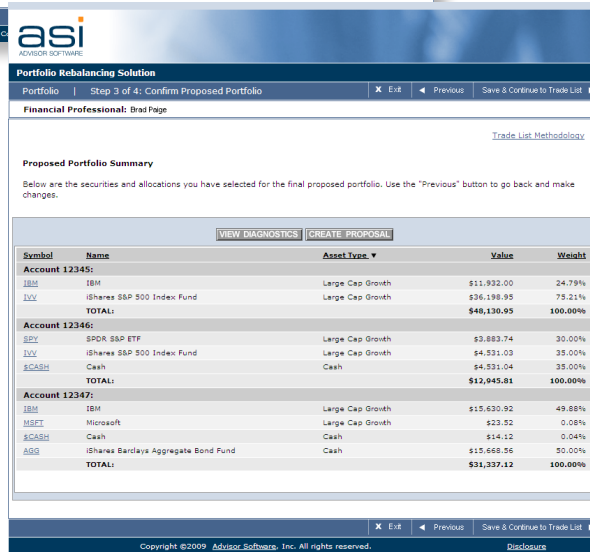 asi
ADVISOR SOFTWARE
Portfolio Rebalancing Solution
Portfolio | Step 3 of 4: Confirm Proposed Portfolio X Exit ◄ Previous Save & Continue to Trade List
Financial Professional: Brad Paige
Trade List Methodology
Proposed Portfolio Summary
Below are the securities and allocations you have selected for the final proposed portfolio. Use the "Previous" button to go back and make
changes.
VIEW DIAGNOSTICS CREATE PROPOSAL
Symbol Name Asset Type ▼ Value Weight
Account 12345:
IBM IBM Large Cap Growth $11,932.00 24.79%
IVV iShares S&P 500 Index Fund Large Cap Growth $36,198.95 75.21%
TOTAL: $48,130.95 100.00%
Account 12346:
SPY SPDR S&P ETF Large Cap Growth $3,883.74 30.00%
IVV iShares S&P 500 Index Fund Large Cap Growth $4,531.03 35.00%
$CASH Cash Cash $4,531.04 35.00%
TOTAL: $12,945.81 100.00%
Account 12347:
IBM IBM Large Cap Growth $15,630.92 49.88%
MSFT Microsoft Large Cap Growth $23.52 0.08%
$CASH Cash Cash $14.12 0.04%
AGG iShares Barclays Aggregate Bond Fund Cash $15,668.56 50.00%
TOTAL: $31,337.12 100.00%
X Exit ◄ Previous Save & Continue to Trade List
Copyright ©2009 Advisor Software, Inc. All rights reserved. Disclosure